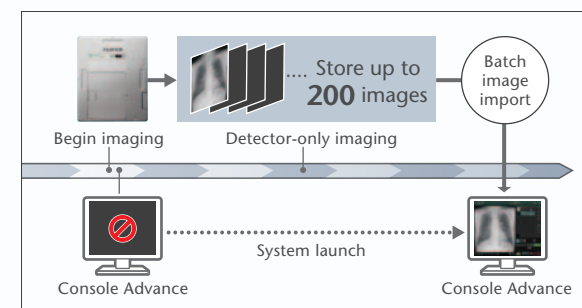 FUJIFILM
.... Store up to
200 images
Batch
image
import
Begin imaging
Detector-only imaging
System launch
Console Advance
Console Advance